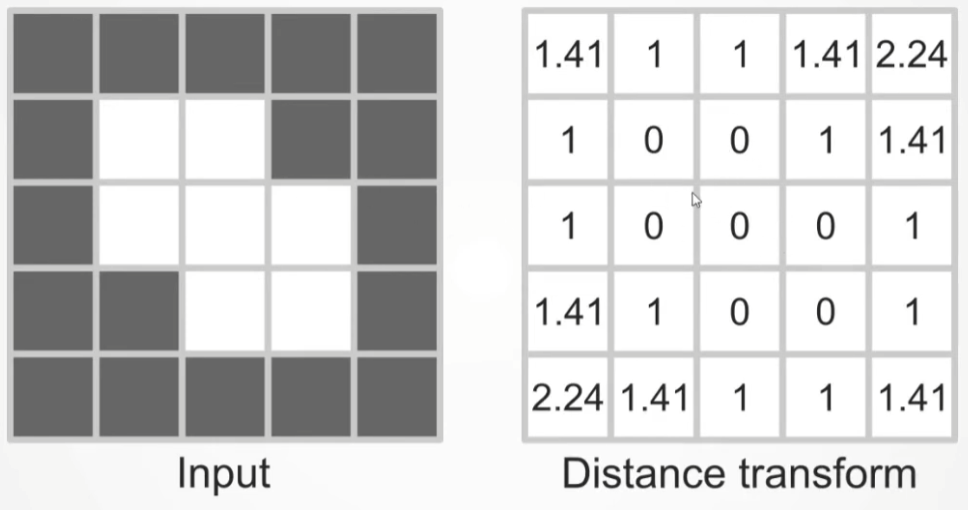 1.41 1 1 1.41 2.24
1 0 0 1 1.41
1 0 0 0 1
1.41 1 0 0 1
2.24 1.41 1 1 1.41
Input Distance transform